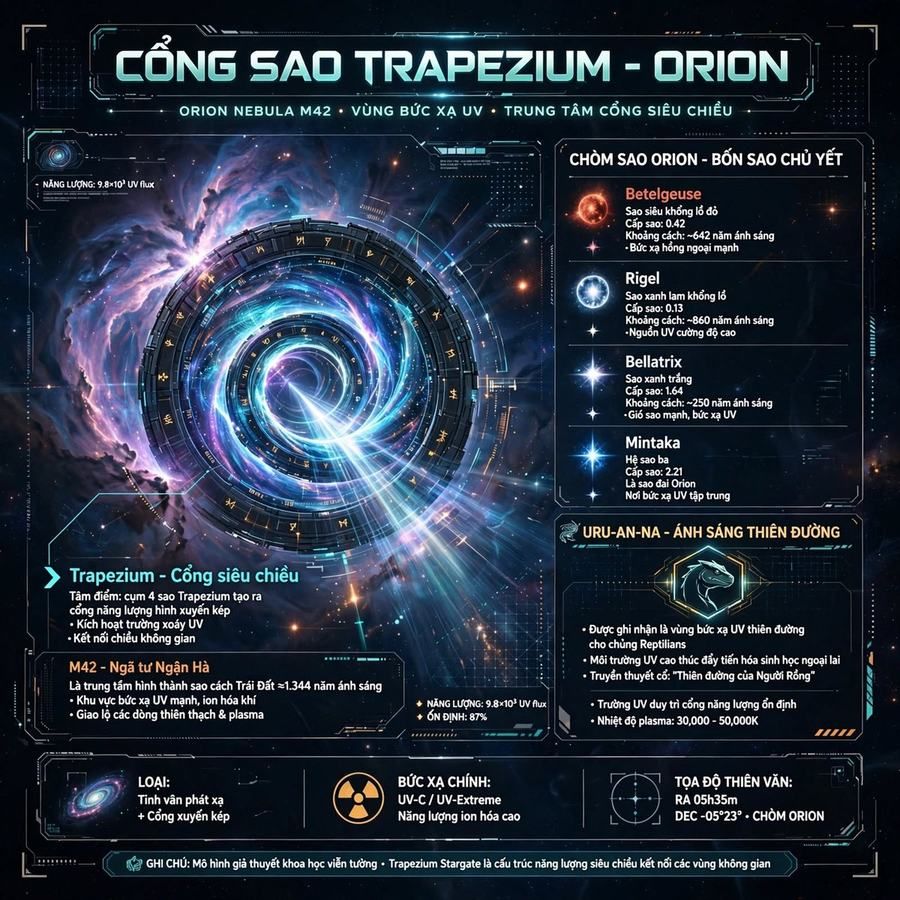 CỔNG SAO TRAPEZIUM - ORION
ORION NEBULA M42 • VÙNG BỨC XẠ UV • TRUNG TÂM CỔNG SIÊU CHIỀU
• NĂNG LƯỢNG: 9.8×10³ UV flux
CHÒM SAO ORION - BỐN SAO CHỦ YẾT
Betelgeuse
Sao siêu khổng lồ đỏ
Cấp sao: 0.42
Khoảng cách: ~642 năm ánh sáng
• Bức xạ hồng ngoại mạnh
Rigel
Sao xanh lam khổng lồ
Cấp sao: 0.13
Khoảng cách: ~860 năm ánh sáng
• Nguồn UV cường độ cao
Bellatrix
Sao xanh trắng
Cấp sao: 1.64
Khoảng cách: ~250 năm ánh sáng
• Gió sao mạnh, bức xạ UV
Mintaka
Hệ sao ba
Cấp sao: 2.21
Là sao đai Orion
Nơi bức xạ UV tập trung
Trapezium - Cổng siêu chiều
Tâm điểm: cụm 4 sao Trapezium tạo ra
cổng năng lượng hình xuyến kép
• Kích hoạt trường xoáy UV
• Kết nối chiều không gian
M42 - Ngã tư Ngân Hà
Là trung tâm hình thành sao cách Trái Đất ≈1.344 năm ánh sáng
• Khu vực bức xạ UV mạnh, ion hóa khí
• Giao lộ các dòng thiên thạch & plasma
NĂNG LƯỢNG: 9.8×10³ UV flux
ỔN ĐỊNH: 87%
URU-AN-NA - ÁNH SÁNG THIÊN ĐƯỜNG
• Được ghi nhận là vùng bức xạ UV thiên đường
cho chủng Reptilians
• Môi trường UV cao thúc đẩy tiến hóa sinh học ngoại lai
• Truyền thuyết cổ: "Thiên đường của Người Rồng"
• Trường UV duy trì cổng năng lượng ổn định
• Nhiệt độ plasma: 30,000 - 50,000K
LOẠI:
Tinh vân phát xạ
+ Cổng xuyến kép
BỨC XẠ CHÍNH:
UV-C / UV-Extreme
Năng lượng ion hóa cao
TỌA ĐỘ THIÊN VĂN:
RA 05h35m
DEC -05°23' • CHÒM ORION
GHI CHÚ: Mô hình giả thuyết khoa học viễn tưởng • Trapezium Stargate là cấu trúc năng lượng siêu chiều kết nối các vùng không gian